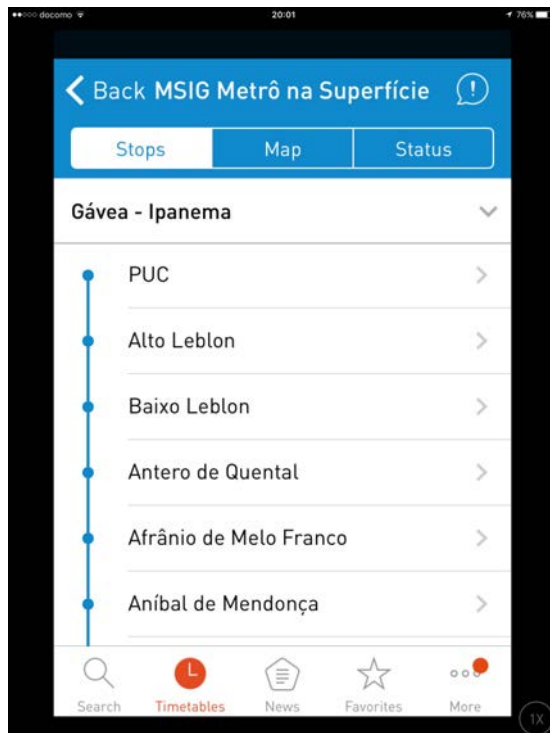 docomo 20:01 76%
Back MSIG Metrô na Superfície !
Stops Map Status
Gávea - Ipanema
PUC
Alto Leblon
Baixo Leblon
Antero de Quental
Afrânio de Melo Franco
Aníbal de Mendonça
Search Timetables News Favorites More
1X